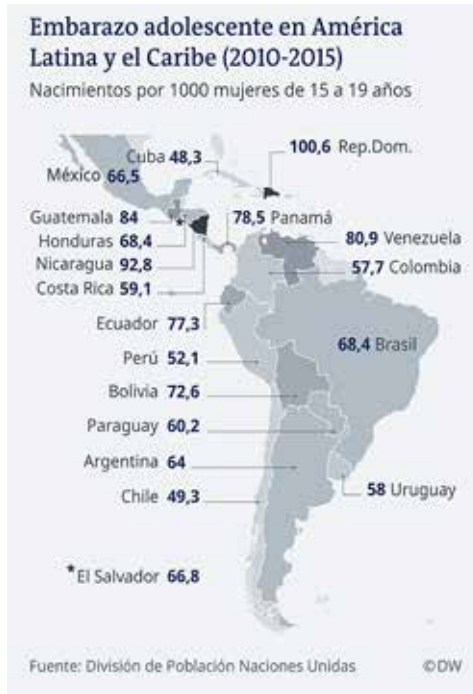 Embarazo adolescente en América
Latina y el Caribe (2010-2015)
Nacimientos por 1000 mujeres de 15 a 19 años
Cuba 48,3
100,6 Rep.Dom.
México 66,5
Guatemala 84
78,5 Panamá
Honduras 68,4
80,9 Venezuela
Nicaragua 92,8
57,7 Colombia
Costa Rica 59,1
Ecuador 77,3
68,4 Brasil
Perú 52,1
Bolivia 72,6
Paraguay 60,2
Argentina 64
58 Uruguay
Chile 49,3
*El Salvador 66,8
Fuente: División de Población Naciones Unidas
©DW